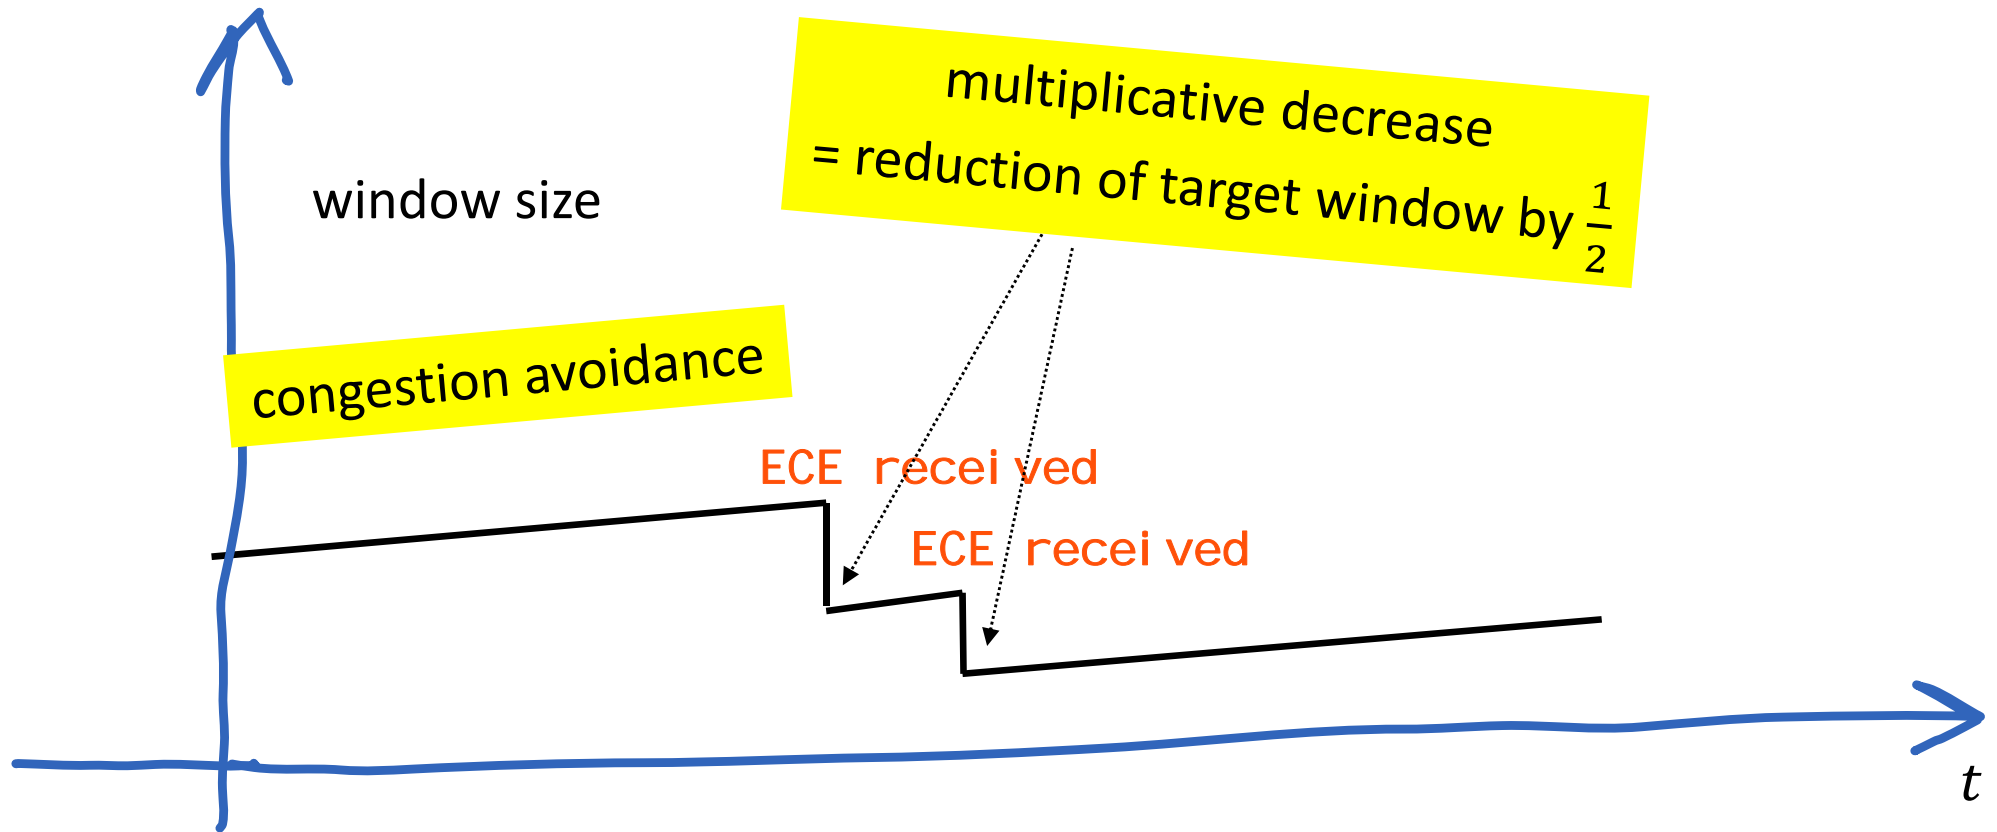 multiplicative decrease
= reduction of target window by 1/2
window size
congestion avoidance
ECE received
ECE received
t